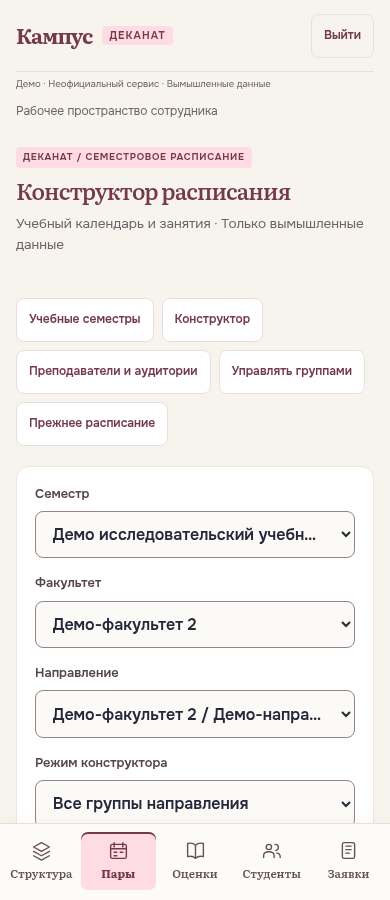 Кампус ДЕКАНАТ Выйти
Демо · Неофициальный сервис · Вымышленные данные
Рабочее пространство сотрудника
ДЕКАНАТ / СЕМЕСТРОВОЕ РАСПИСАНИЕ
Конструктор расписания
Учебный календарь и занятия · Только вымышленные
данные
Учебные семестры Конструктор
Преподаватели и аудитории Управлять группами
Прежнее расписание
Семестр
Демо исследовательский учебн...
Факультет
Демо-факультет 2
Направление
Демо-факультет 2 / Демо-напра...
Режим конструктора
Все группы направления
Структура Пары Оценки Студенты Заявки